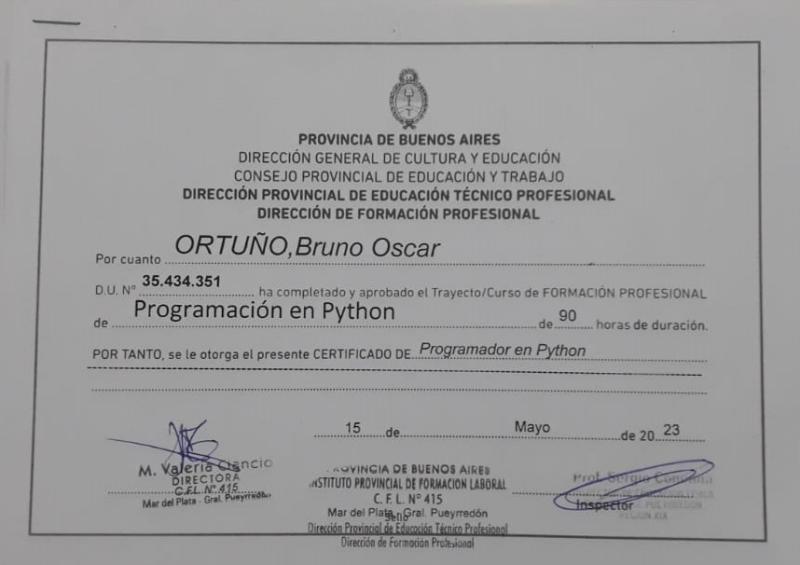 PROVINCIA DE BUENOS AIRES
DIRECCIÓN GENERAL DE CULTURA Y EDUCACIÓN
CONSEJO PROVINCIAL DE EDUCACIÓN Y TRABAJO
DIRECCIÓN PROVINCIAL DE EDUCACIÓN TÉCNICO PROFESIONAL
DIRECCIÓN DE FORMACIÓN PROFESIONAL
Por cuanto ORTUÑO,Bruno Oscar
D.U. Nº 35.434.351 ha completado y aprobado el Trayecto/Curso de FORMACIÓN PROFESIONAL
de Programación en Python de 90 horas de duración.
POR TANTO, se le otorga el presente CERTIFICADO DE Programador en Python
15 de Mayo de 20 23
M. Valeria Ciancio
DIRECTORA
C.F.L. Nº 415
Mar del Plata - Gral. Pueyrredón
PROVINCIA DE BUENOS AIRES
INSTITUTO PROVINCIAL DE FORMACION LABORAL
C. F. L. Nº 415
Mar del Plata - Gral. Pueyrredón
Sello
Dirección Provincial de Educación Técnico Profesional
Dirección de Formación Profesional
Prof. Sergio
Inspector